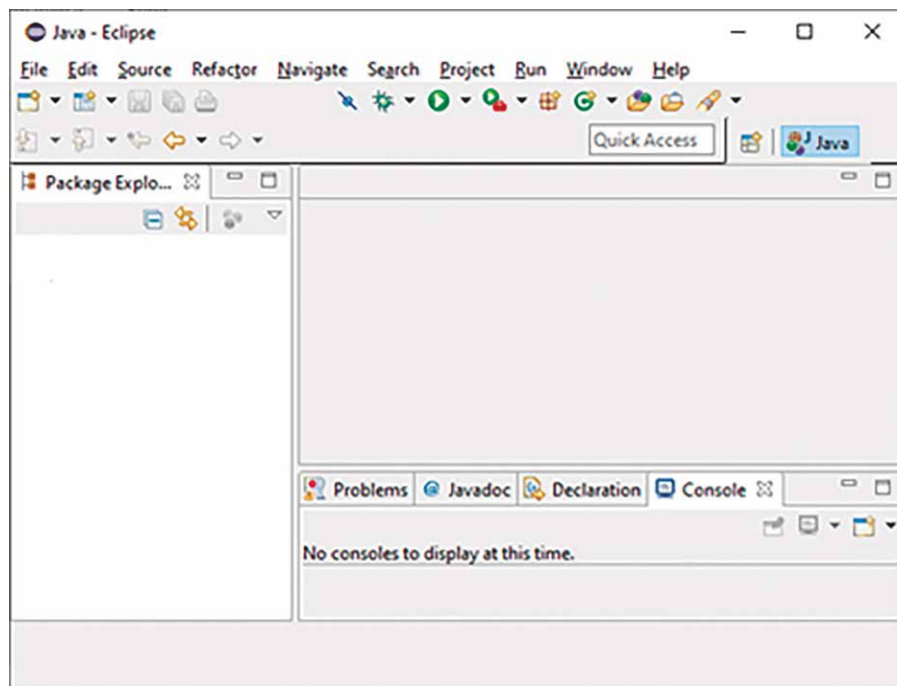 Java - Eclipse
File Edit Source Refactor Navigate Search Project Run Window Help
Quick Access
Java
Package Explo...
Problems @ Javadoc Declaration Console
No consoles to display at this time.